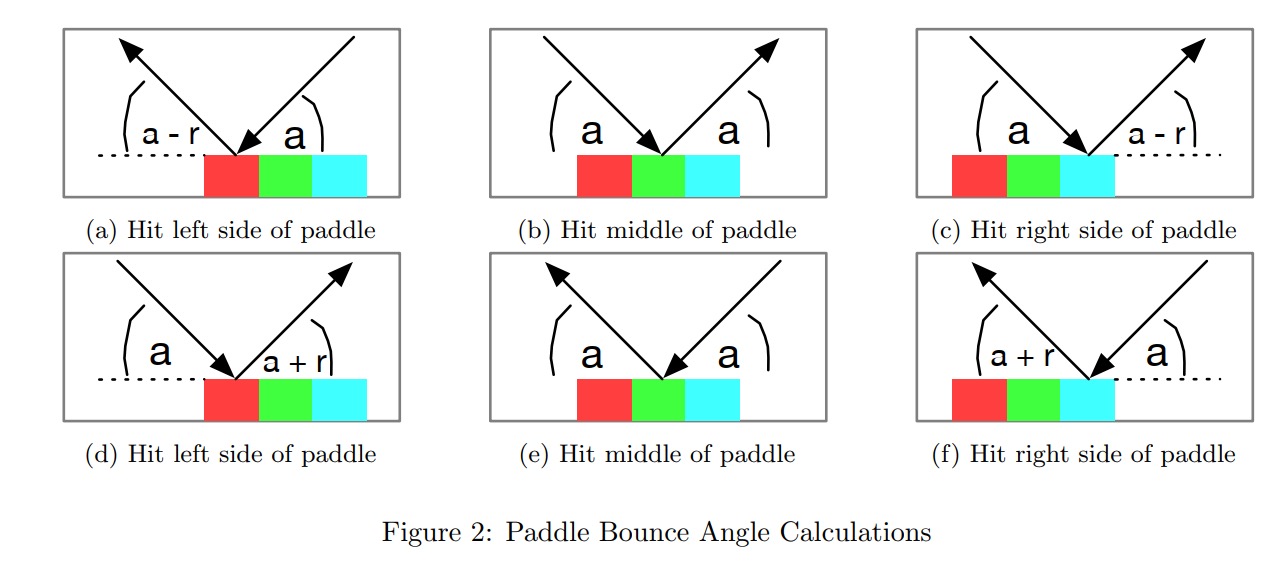 a - r a
a a
a a - r
(a) Hit left side of paddle
(b) Hit middle of paddle
(c) Hit right side of paddle
a a + r
a a
a + r a
(d) Hit left side of paddle
(e) Hit middle of paddle
(f) Hit right side of paddle
Figure 2: Paddle Bounce Angle Calculations